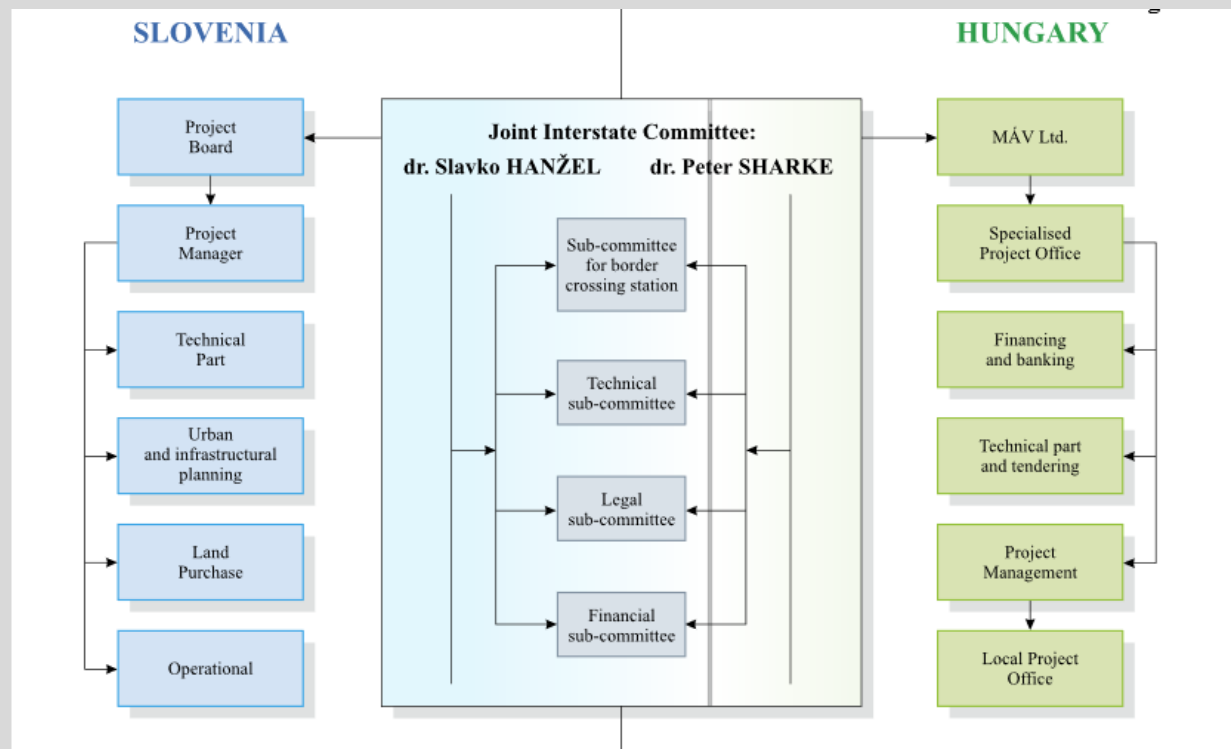 SLOVENIA
HUNGARY
Project
Board
Project
Manager
Technical
Part
Urban
and infrastructural
planning
Land
Purchase
Operational
Joint Interstate Committee:
dr. Slavko HANŽEL
dr. Peter SHARKE
Sub-committee
for border
crossing station
Technical
sub-committee
Legal
sub-committee
Financial
sub-committee
MÁV Ltd.
Specialised
Project Office
Financing
and banking
Technical part
and tendering
Project
Management
Local Project
Office